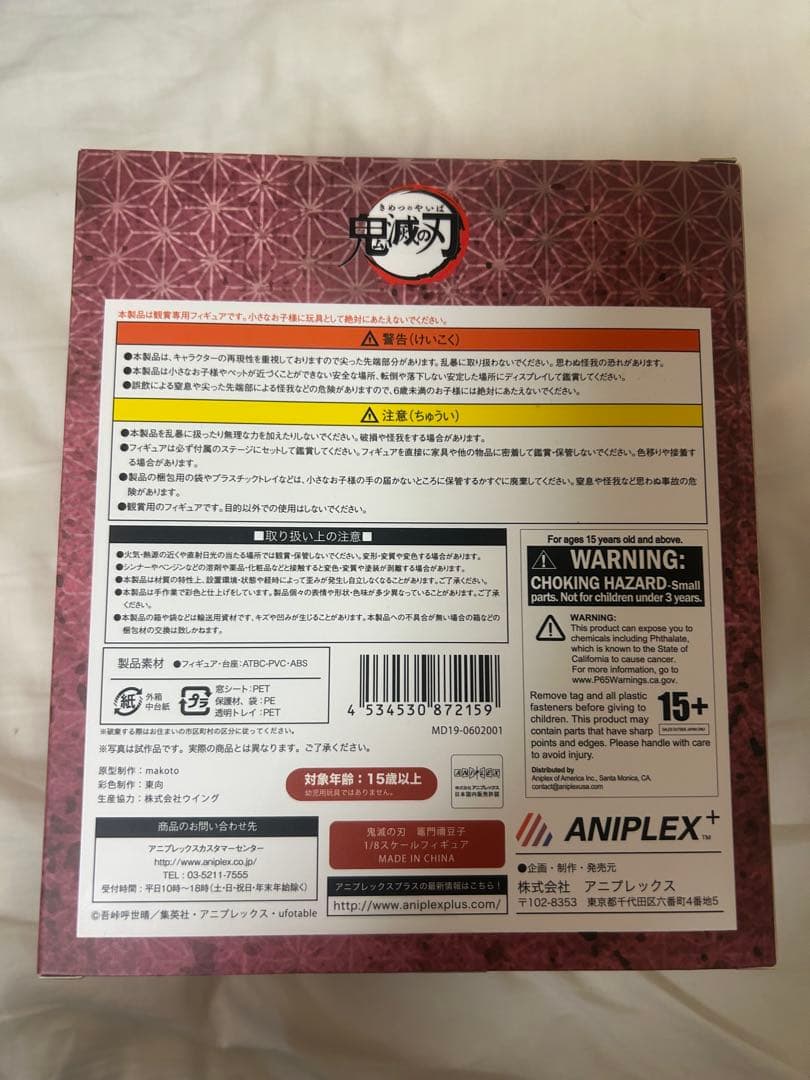 きめつのやいば
鬼滅の刃
本製品は観賞専用フィギュアです。小さなお子様に玩具として絶対にあたえないでください。
警告(けいこく)
●本製品は、キャラクターの再現性を重視しておりますので尖った先端部分があります。乱暴に取り扱わないでください。思わぬ怪我の恐れがあります。
●本製品は小さなお子様やペットが近づくことができない安全な場所、転倒や落下しない安定した場所にディスプレイして鑑賞してください。
●誤飲による窒息や尖った先端部による怪我などの危険がありますので、6歳未満のお子様には絶対にあたえないでください。
注意(ちゅうい)
●本製品を乱暴に扱ったり無理な力を加えたりしないでください。破損や怪我をする場合があります。
●フィギュアは必ず付属のステージにセットして鑑賞してください。フィギュアを直接に家具や他の物品に密着して鑑賞・保管しないでください。色移りや接着す
る場合があります。
●製品の梱包用の袋やプラスチックトレイなどは、小さなお子様の手の届かないところに保管するかすぐに廃棄してください。窒息や怪我など思わぬ事故の危
険があります。
●観賞用のフィギュアです。目的以外での使用はしないでください。
■取り扱い上の注意■
●火気・熱源の近くや直射日光の当たる場所では観賞・保管しないでください。変形・変質や変色する場合があります。
●シンナーやベンジンなどの溶剤や薬品・化粧品などと接触すると変色・変質や塗装が剥離する場合があります。
●本製品は材質の特性上、設置環境・状態や経時によって歪みが発生し自立しなくなることがあります。ご了承ください。
●本製品は手作業で彩色と仕上げをしています。製品個々の表情や形状・色味が多少異なっていることがあります。ご了承
ください。
●本製品の箱や袋などは輸送用資材です、キズや凹みが生じることがあります。本製品への不具合が無い場合の箱などの
梱包材の交換は致しかねます。
For ages 15 years old and above.
WARNING:
CHOKING HAZARD-Small
parts. Not for children under 3 years.
WARNING:
This product can expose you to
chemicals including Phthalate,
which is known to the State of
California to cause cancer.
For more information, go to
www.P65Warnings.ca.gov.
Remove tag and all plastic
fasteners before giving to
children. This product may
contain parts that have sharp
points and edges. Please handle with care
to avoid injury.
15+
SALES OUTSIDE JAPAN ONLY
Distributed by
Aniplex of America Inc., Santa Monica, CA.
contact@aniplexusa.com
製品素材 ●フィギュア・台座:ATBC-PVC・ABS
紙 外箱
中台紙
プラ 窓シート:PET
保護材、袋:PE
透明トレイ:PET
4 534530 872159
MD19-0602001
※破棄する際はお住まいの市区町村の区分に従ってください。
※写真は試作品です。実際の商品とは異なります。ご了承ください。
原型制作:makoto
彩色制作:東向
生産協力:株式会社ウイング
対象年齢:15歳以上
幼児用玩具ではありません。
ANIPLEX
株式会社 アニプレックス
日本国内販売許諾
商品のお問い合わせ先
アニプレックスカスタマーセンター
http://www.aniplex.co.jp/
TEL:03-5211-7555
受付時間:平日10時〜18時(土・日・祝日・年末年始除く)
鬼滅の刃 竈門禰豆子
1/8スケールフィギュア
MADE IN CHINA
アニプレックスプラスの最新情報はこちら!
http://www.aniplexplus.com/
ANIPLEX+™
●企画・制作・発売元
株式会社 アニプレックス
〒102-8353 東京都千代田区六番町4番地5
©吾峠呼世晴/集英社・アニプレックス・ufotable